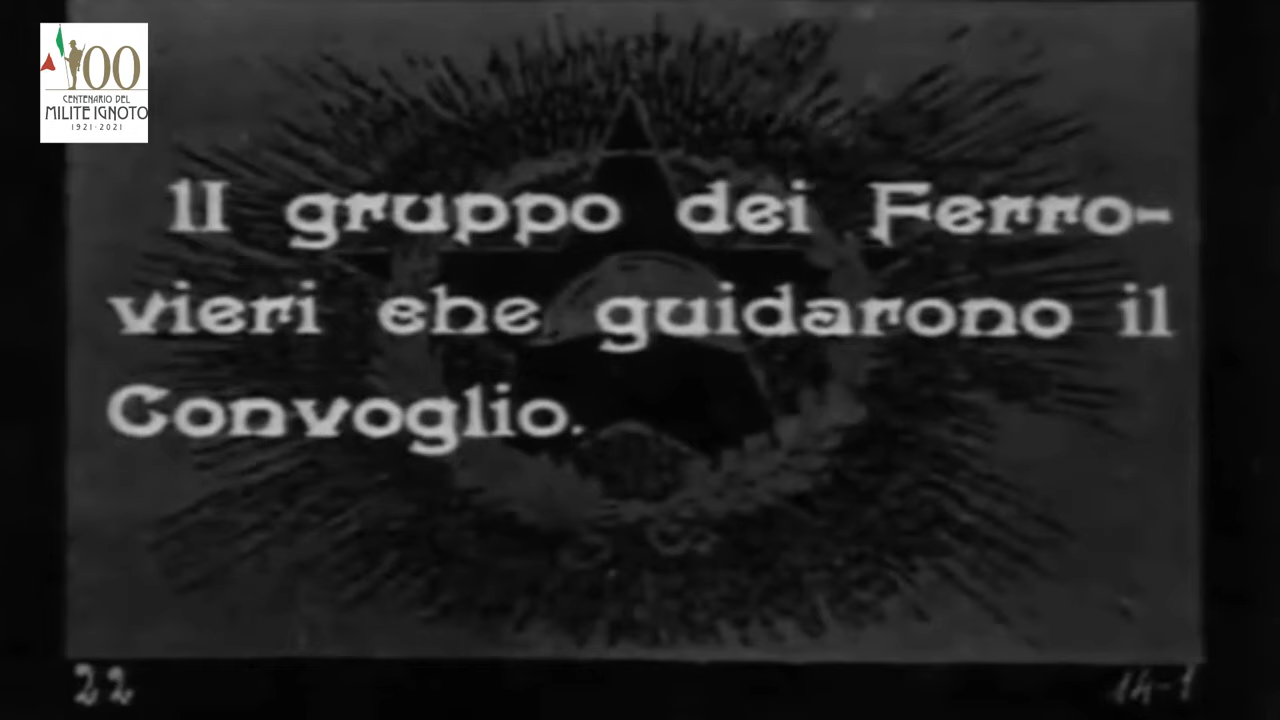 100
CENTENARIO DEL
MILITE IGNOTO
1921-2021
Il gruppo dei Ferro-
vieri che guidarono il
Convoglio.
22
14-1